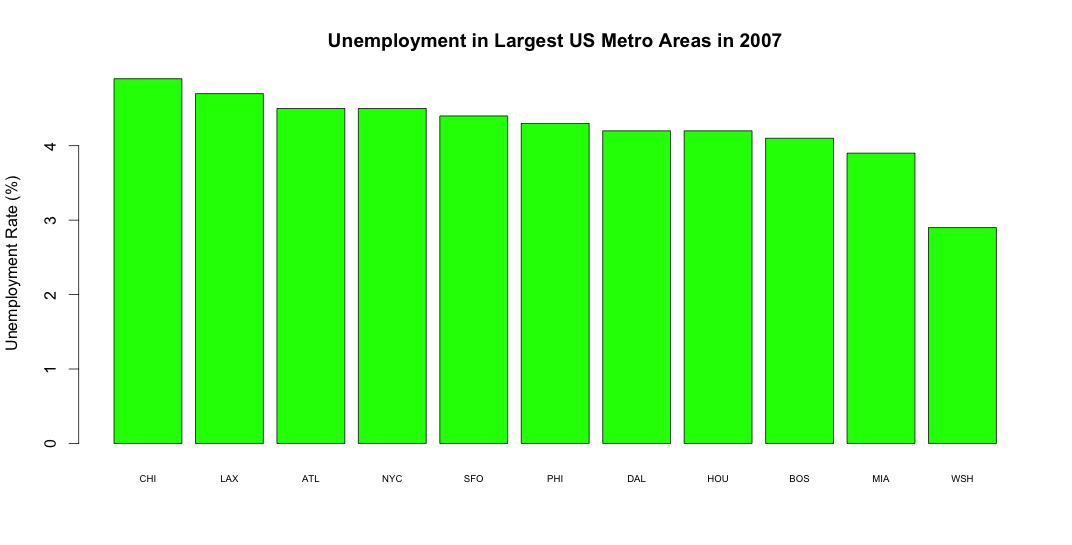 Unemployment in Largest US Metro Areas in 2007
Unemployment Rate (%)
4
3
2
1
0
CHI LAX ATL NYC SFO PHI DAL HOU BOS MIA WSH